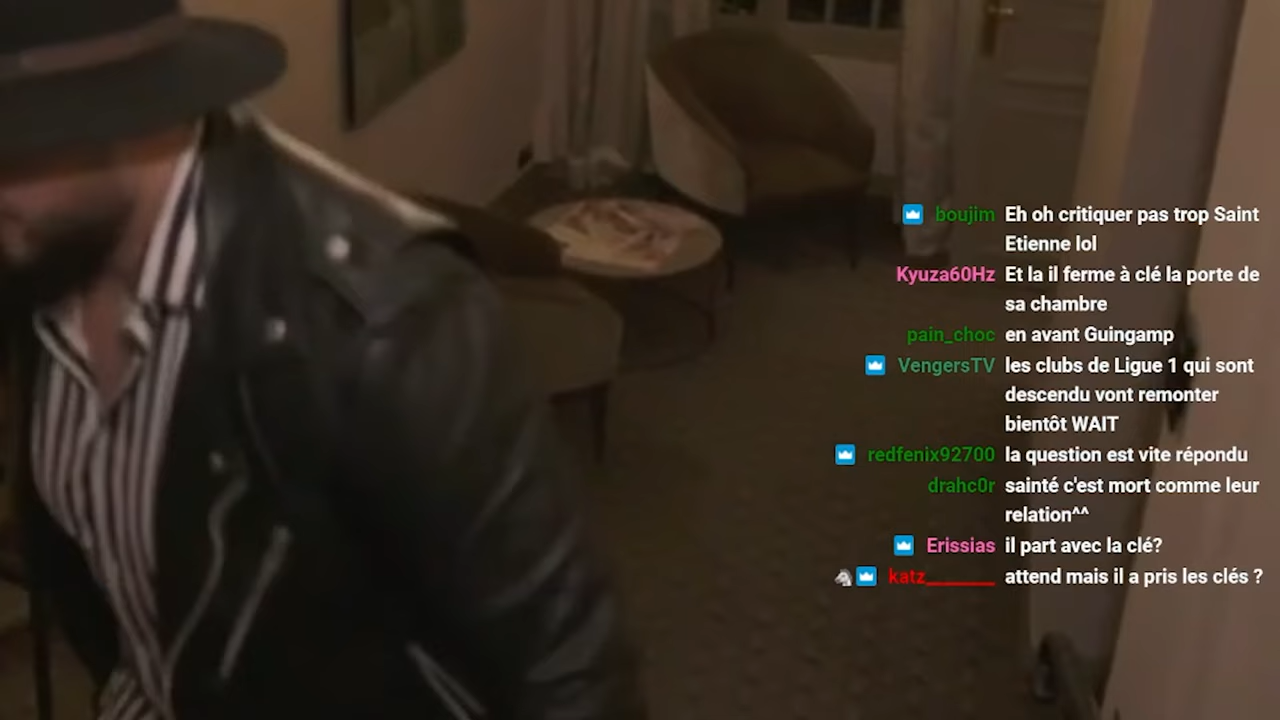 boujim Eh oh critiquer pas trop Saint
Etienne lol
Kyuza60Hz Et la il ferme à clé la porte de
sa chambre
pain_choc en avant Guingamp
VengersTV les clubs de Ligue 1 qui sont
descendu vont remonter
bientôt WAIT
redfenix92700 la question est vite répondu
drahc0r sainté c'est mort comme leur
relation^^
Erissias il part avec la clé?
katz________ attend mais il a pris les clés ?